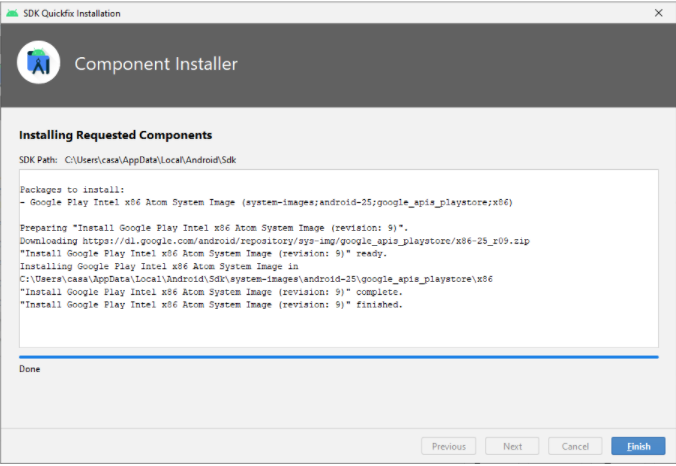 SDK Quickfix Installation
Component Installer
Installing Requested Components
SDK Path: C:\Users\casa\AppData\Local\Android\Sdk
Packages to install:
- Google Play Intel x86 Atom System Image (system-images;android-25;google_apis_playstore;x86)
Preparing "Install Google Play Intel x86 Atom System Image (revision: 9)".
Downloading https://dl.google.com/android/repository/sys-img/google_apis_playstore/x86-25_r09.zip
"Install Google Play Intel x86 Atom System Image (revision: 9)" ready.
Installing Google Play Intel x86 Atom System Image in
C:\Users\casa\AppData\Local\Android\Sdk\system-images\android-25\google_apis_playstore\x86
"Install Google Play Intel x86 Atom System Image (revision: 9)" complete.
"Install Google Play Intel x86 Atom System Image (revision: 9)" finished.
Done
Previous Next Cancel Finish